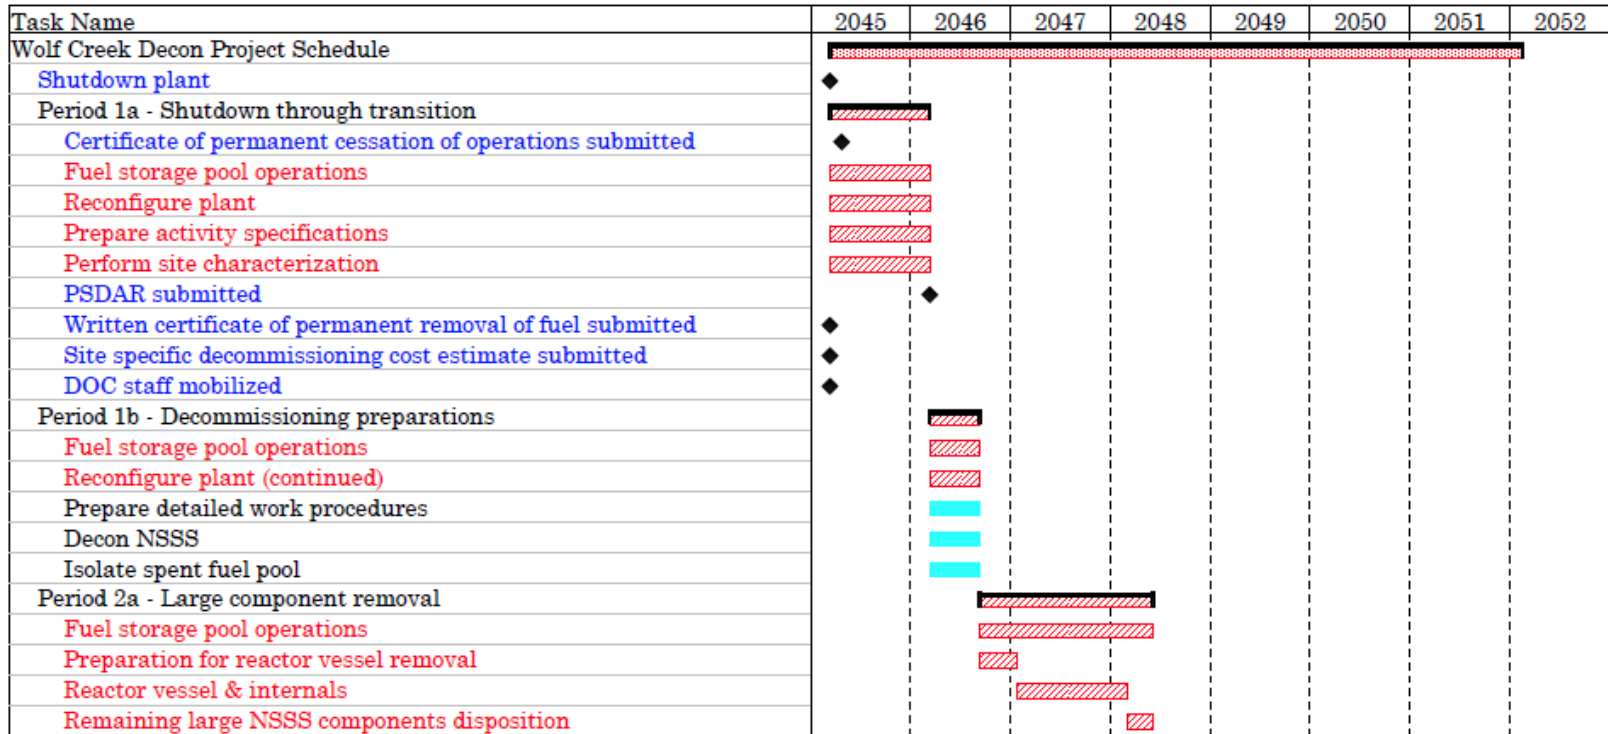 Task Name 2045 2046 2047 2048 2049 2050 2051 2052
Wolf Creek Decon Project Schedule
Shutdown plant
Period 1a - Shutdown through transition
Certificate of permanent cessation of operations submitted
Fuel storage pool operations
Reconfigure plant
Prepare activity specifications
Perform site characterization
PSDAR submitted
Written certificate of permanent removal of fuel submitted
Site specific decommissioning cost estimate submitted
DOC staff mobilized
Period 1b - Decommissioning preparations
Fuel storage pool operations
Reconfigure plant (continued)
Prepare detailed work procedures
Decon NSSS
Isolate spent fuel pool
Period 2a - Large component removal
Fuel storage pool operations
Preparation for reactor vessel removal
Reactor vessel & internals
Remaining large NSSS components disposition